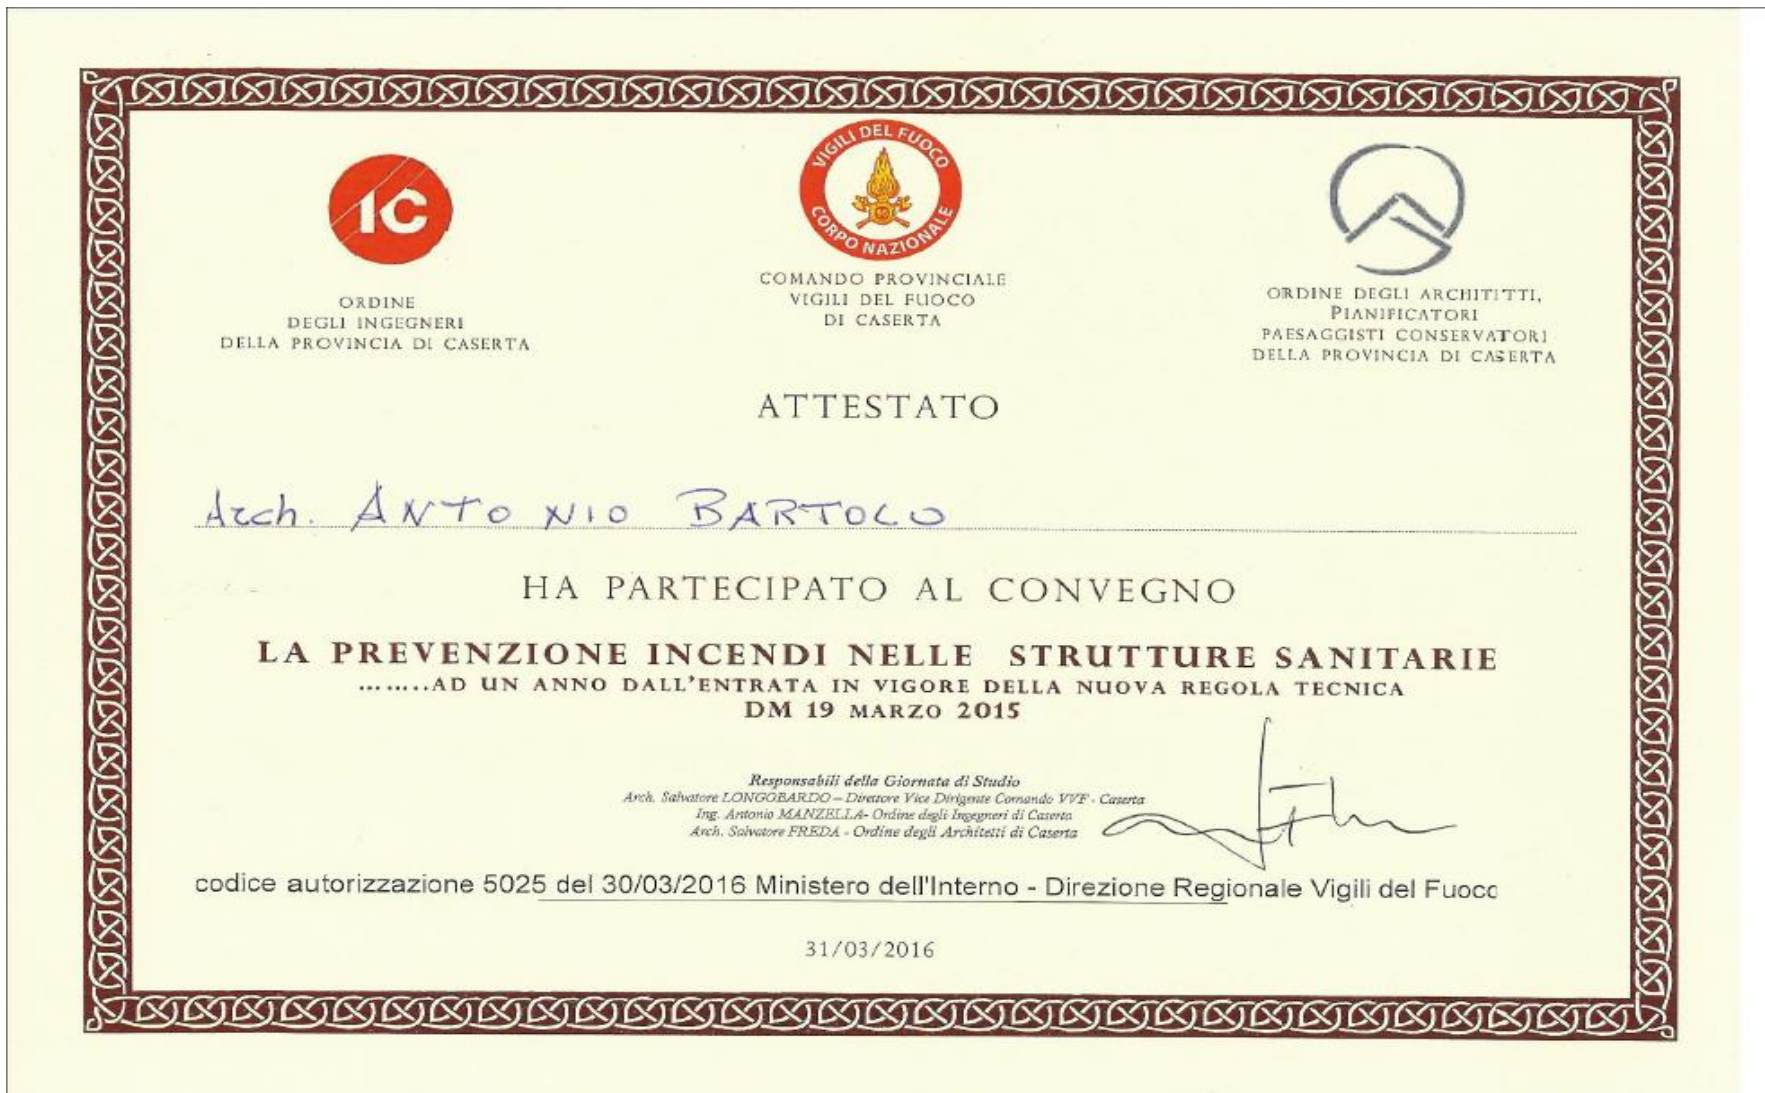 IC
ORDINE
DEGLI INGEGNERI
DELLA PROVINCIA DI CASERTA
VIGILI DEL FUOCO
CORPO NAZIONALE
COMANDO PROVINCIALE
VIGILI DEL FUOCO
DI CASERTA
ORDINE DEGLI ARCHITITTI,
PIANIFICATORI
PAESAGGISTI CONSERVATORI
DELLA PROVINCIA DI CASERTA
ATTESTATO
Arch. ANTONIO BARTOLO
HA PARTECIPATO AL CONVEGNO
LA PREVENZIONE INCENDI NELLE STRUTTURE SANITARIE
........AD UN ANNO DALL'ENTRATA IN VIGORE DELLA NUOVA REGOLA TECNICA
DM 19 MARZO 2015
Responsabili della Giornata di Studio
Arch. Salvatore LONGOBARDO – Direttore Vice Dirigente Comando VVF - Caserta
Ing. Antonio MANZELLA- Ordine degli Ingegneri di Caserta
Arch. Salvatore FREDA - Ordine degli Architetti di Caserta
codice autorizzazione 5025 del 30/03/2016 Ministero dell'Interno - Direzione Regionale Vigili del Fuoco
31/03/2016